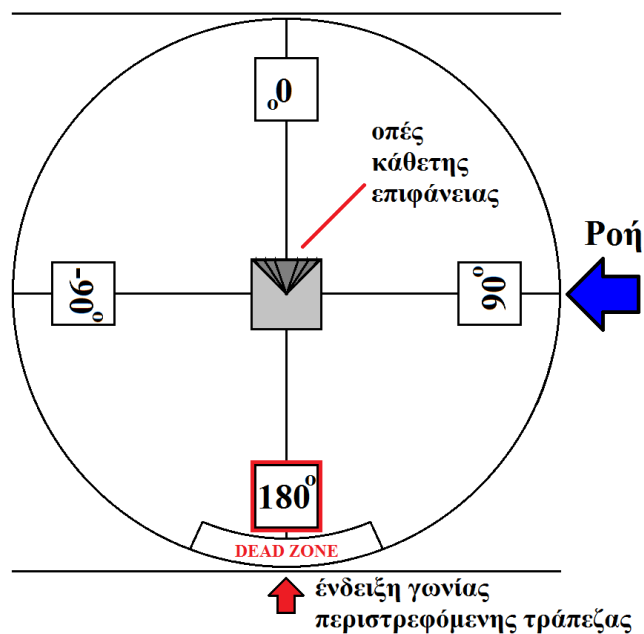 0°
οπές
κάθετης
επιφάνειας
Ροή
-90°
90°
180°
DEAD ZONE
ένδειξη γωνίας
περιστρεφόμενης τράπεζας